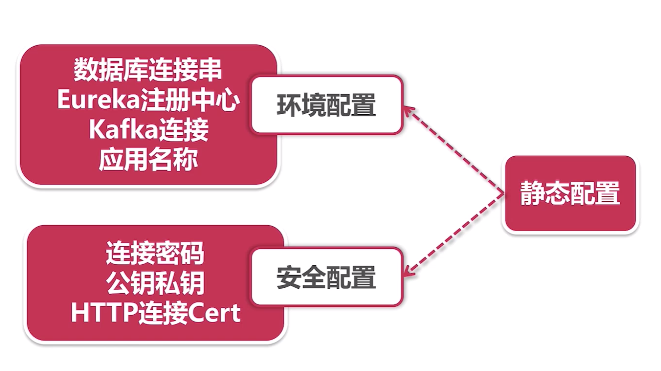 数据库连接串
Eureka注册中心
Kafka连接
应用名称
环境配置
静态配置
连接密码
公钥私钥
HTTP连接Cert
安全配置